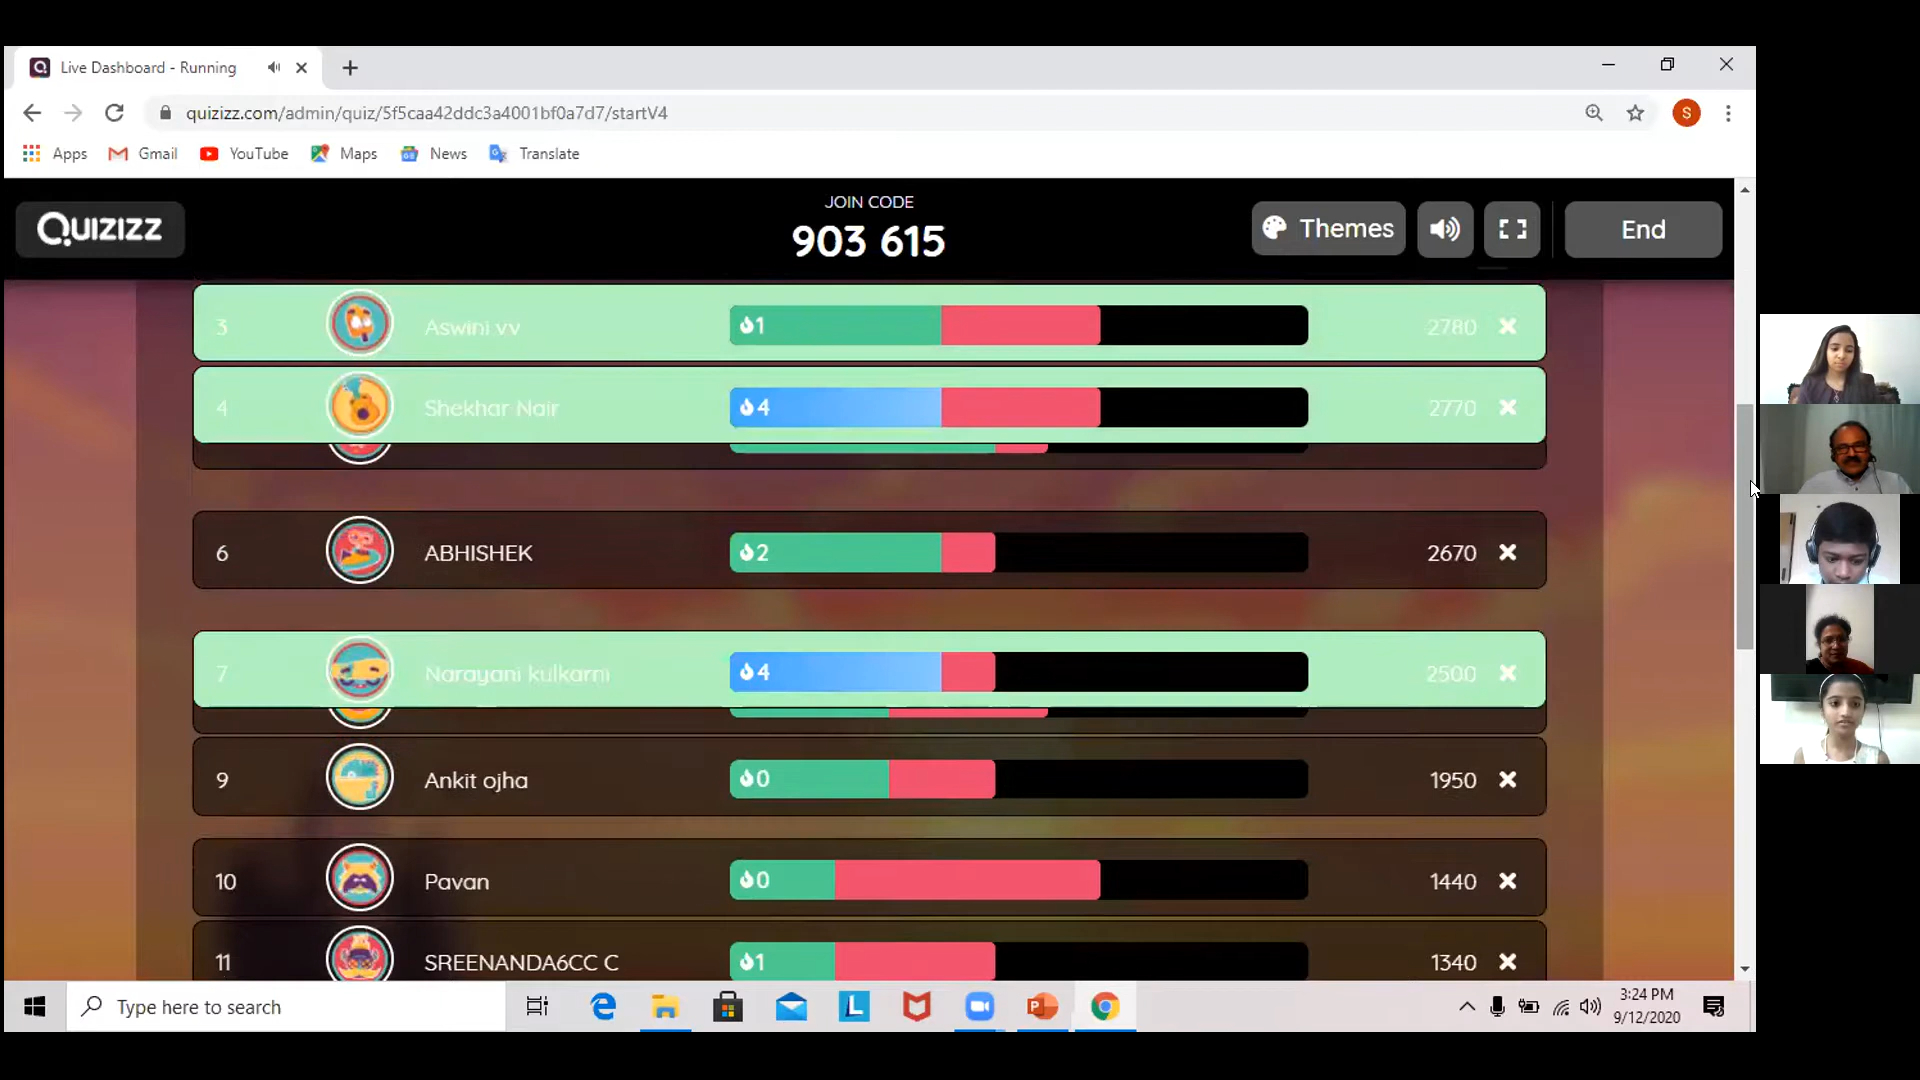 Live Dashboard - Running
quizizz.com/admin/quiz/5f5caa42ddc3a4001bf0a7d7/startV4
S
Apps Gmail YouTube Maps News Translate
Quizizz
JOIN CODE
903 615
Themes
End
3 Aswini vv 1 2780
4 Shekhar Nair 4 2770
6 ABHISHEK 2 2670
7 Narayani kulkarni 4 2500
9 Ankit ojha 0 1950
10 Pavan 0 1440
11 SREENANDA6CC C 1 1340
Type here to search
3:24 PM
9/12/2020